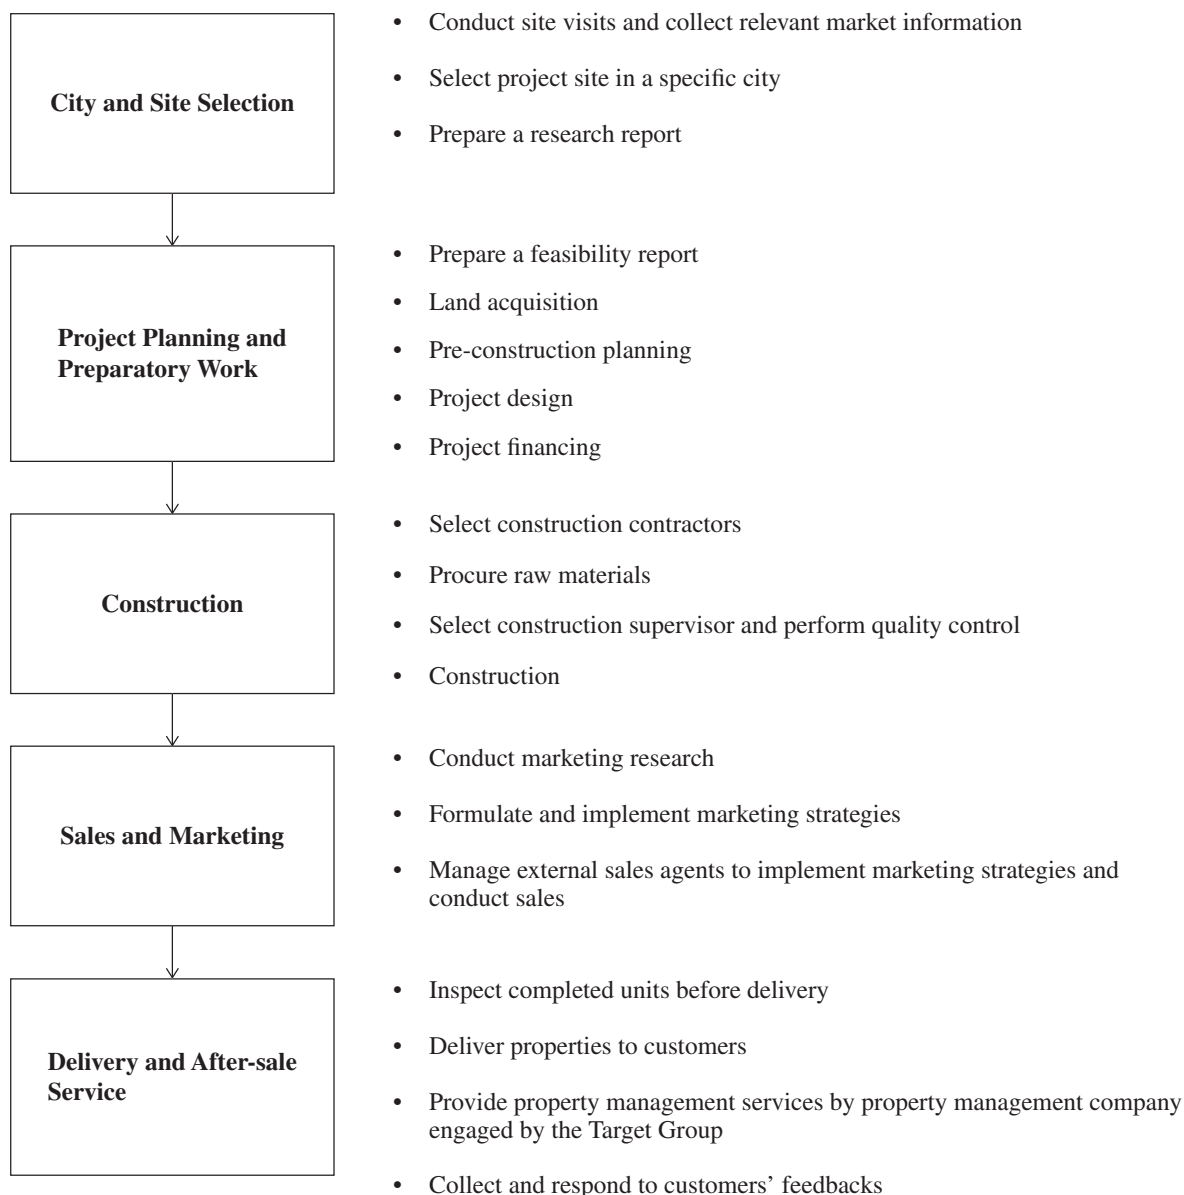 City and Site Selection
• Conduct site visits and collect relevant market information
• Select project site in a specific city
• Prepare a research report
Project Planning and
Preparatory Work
• Prepare a feasibility report
• Land acquisition
• Pre-construction planning
• Project design
• Project financing
Construction
• Select construction contractors
• Procure raw materials
• Select construction supervisor and perform quality control
• Construction
Sales and Marketing
• Conduct marketing research
• Formulate and implement marketing strategies
• Manage external sales agents to implement marketing strategies and
conduct sales
Delivery and After-sale
Service
• Inspect completed units before delivery
• Deliver properties to customers
• Provide property management services by property management company
engaged by the Target Group
• Collect and respond to customers’ feedbacks